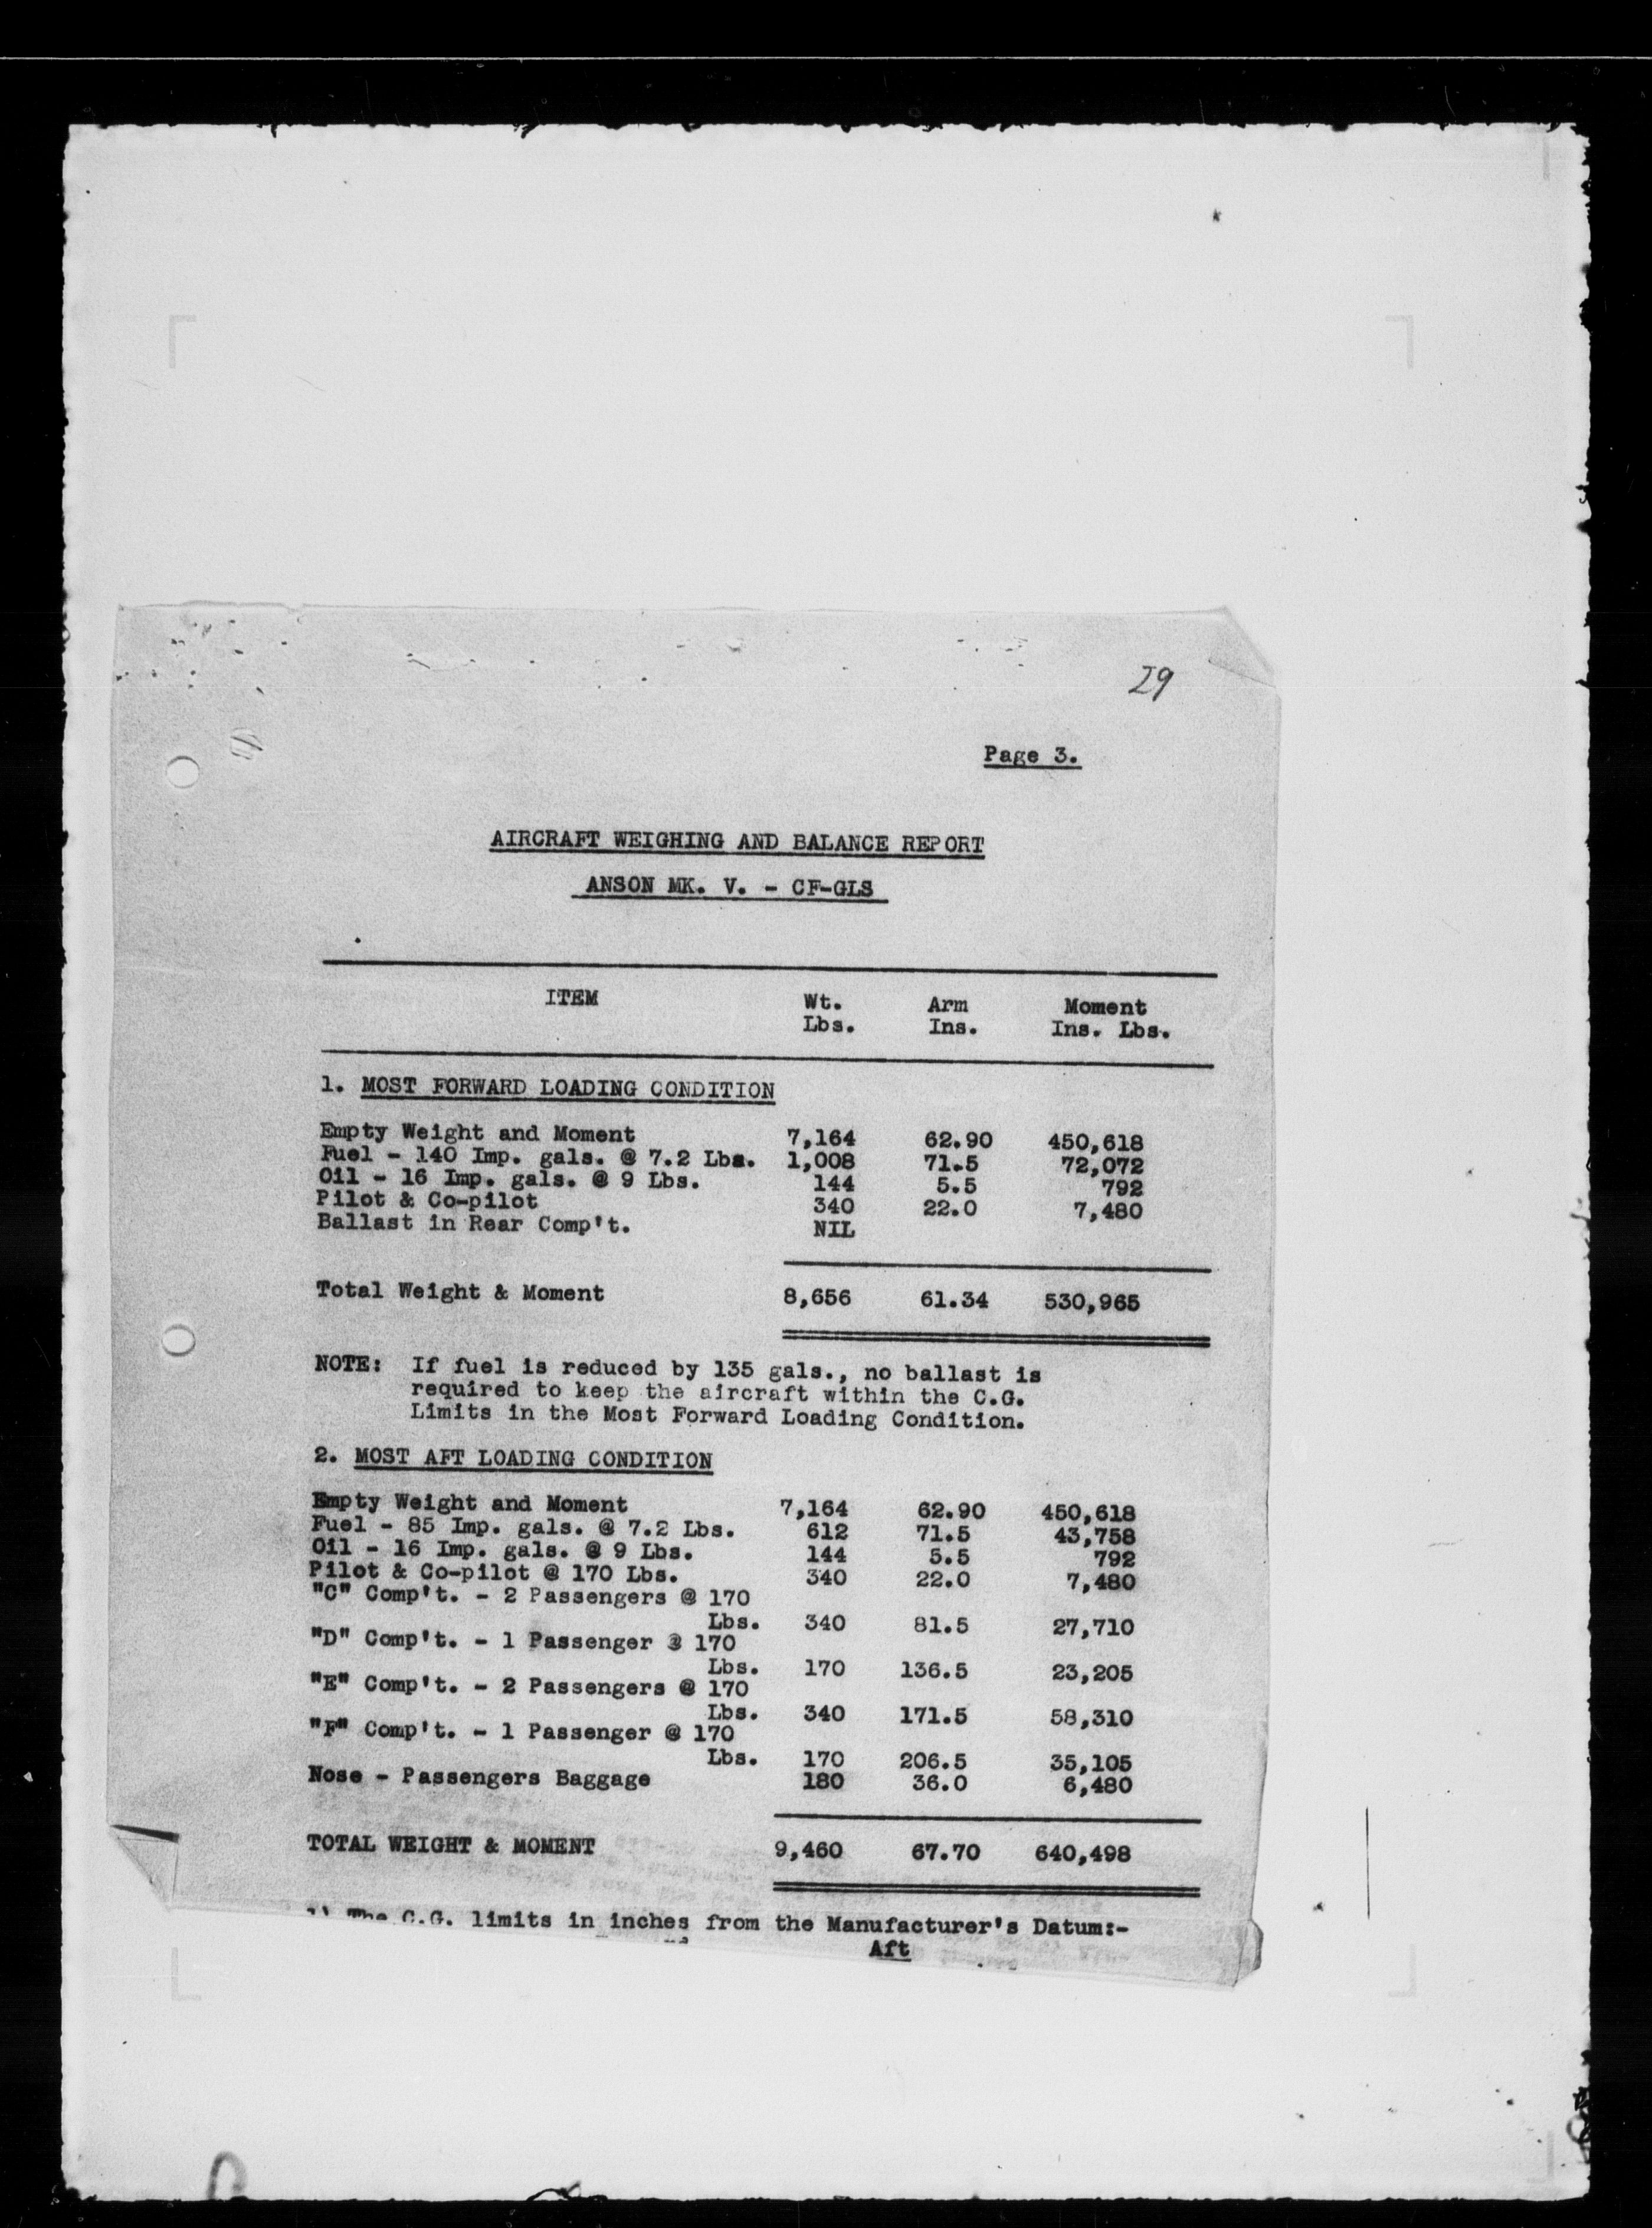 29
Page 3.
AIRCRAFT WEIGHING AND BALANCE REPORT
ANSON MK. V. - CF-GLS
ITEM Wt. Arm Moment
Lbs. Ins. Ins. Lbs.
1. MOST FORWARD LOADING CONDITION
Empty Weight and Moment 7,164 62.90 450,618
Fuel - 140 Imp. gals. @ 7.2 Lbs. 1,008 71.5 72,072
Oil - 16 Imp. gals. @ 9 Lbs. 144 5.5 792
Pilot & Co-pilot 340 22.0 7,480
Ballast in Rear Comp't. NIL
Total Weight & Moment 8,656 61.34 530,965
NOTE: If fuel is reduced by 135 gals., no ballast is
required to keep the aircraft within the C.G.
Limits in the Most Forward Loading Condition.
2. MOST AFT LOADING CONDITION
Empty Weight and Moment 7,164 62.90 450,618
Fuel - 85 Imp. gals. @ 7.2 Lbs. 612 71.5 43,758
Oil - 16 Imp. gals. @ 9 Lbs. 144 5.5 792
Pilot & Co-pilot @ 170 Lbs. 340 22.0 7,480
"C" Comp't. - 2 Passengers @ 170
Lbs. 340 81.5 27,710
"D" Comp't. - 1 Passenger @ 170
Lbs. 170 136.5 23,205
"E" Comp't. - 2 Passengers @ 170
Lbs. 340 171.5 58,310
"F" Comp't. - 1 Passenger @ 170
Lbs. 170 206.5 35,105
Nose - Passengers Baggage 180 36.0 6,480
TOTAL WEIGHT & MOMENT 9,460 67.70 640,498
The C.G. limits in inches from the Manufacturer's Datum:-
Aft